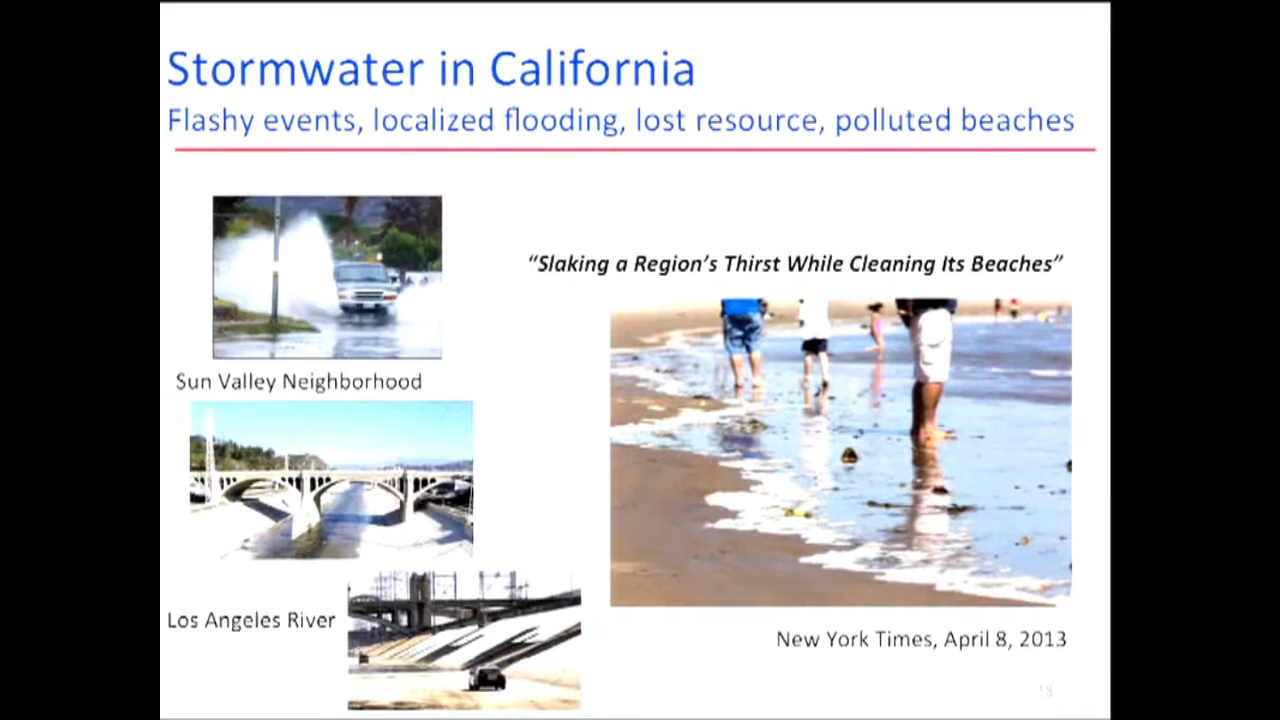 Stormwater in California
Flashy events, localized flooding, lost resource, polluted beaches
“Slaking a Region’s Thirst While Cleaning Its Beaches”
Sun Valley Neighborhood
Los Angeles River
New York Times, April 8, 2013
18